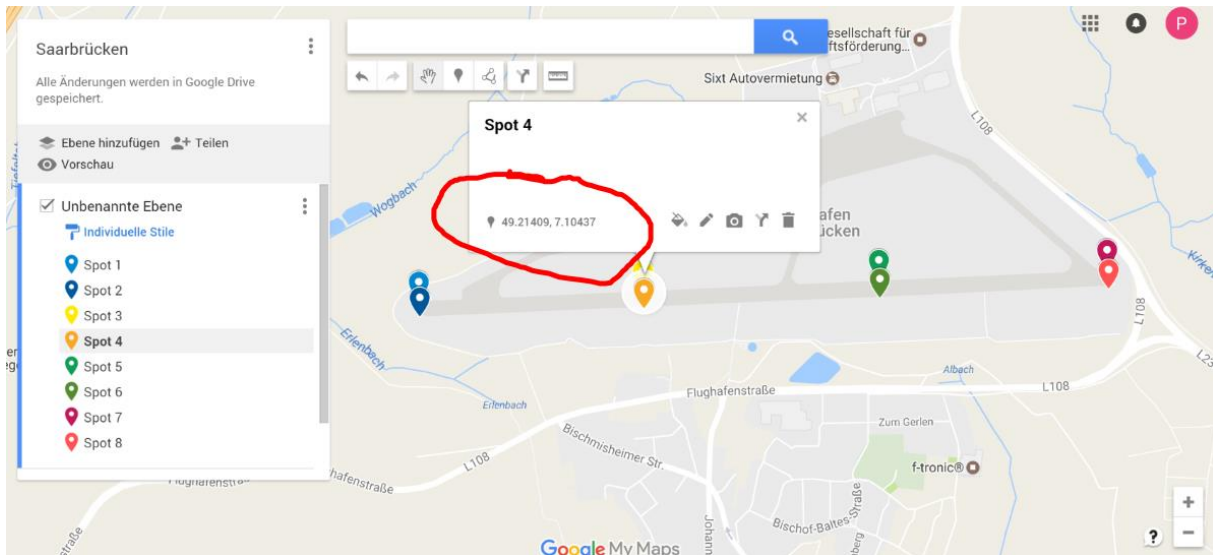 Saarbrücken
Alle Änderungen werden in Google Drive
gespeichert.
Ebene hinzufügen
Teilen
Vorschau
Unbenannte Ebene
Individuelle Stile
Spot 1
Spot 2
Spot 3
Spot 4
Spot 5
Spot 6
Spot 7
Spot 8
Spot 4
49.21409, 7.10437
P
für
Sixt Autovermietung
L108
Wogbach
Erlenbach
Erlenbach
L108
Albach
L108
Flughafenstraße
Zum Gerlen
Bischmisheimer Str.
L108
f-tronic®
Bischof-Baltes-Straße
Google My Maps
+
−
?